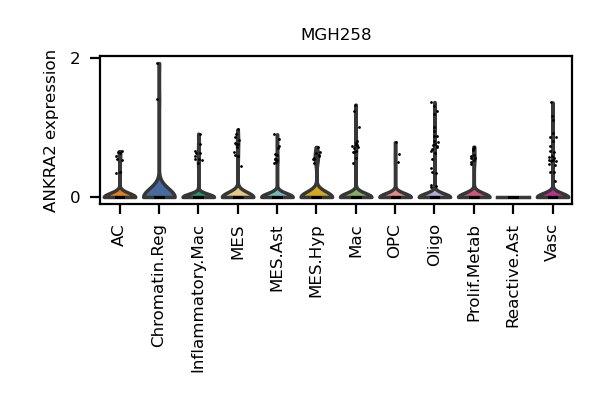 MGH258
ANKRA2 expression
2
0
AC
Chromatin.Reg
Inflammatory.Mac
MES
MES.Ast
MES.Hyp
Mac
OPC
Oligo
Prolif.Metab
Reactive.Ast
Vasc